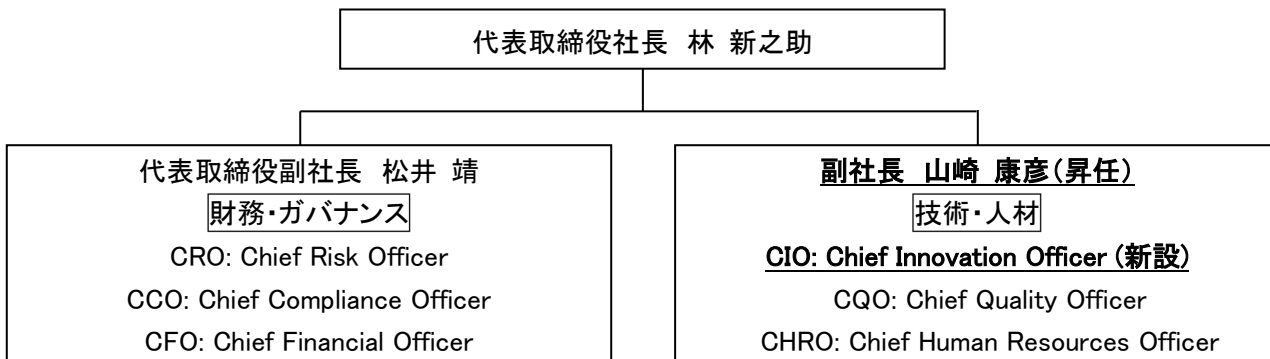 代表取締役社長 林 新之助
代表取締役副社長 松井 靖
財務・ガバナンス
CRO: Chief Risk Officer
CCO: Chief Compliance Officer
CFO: Chief Financial Officer
副社長 山崎 康彦(昇任)
技術・人材
CIO: Chief Innovation Officer (新設)
CQO: Chief Quality Officer
CHRO: Chief Human Resources Officer